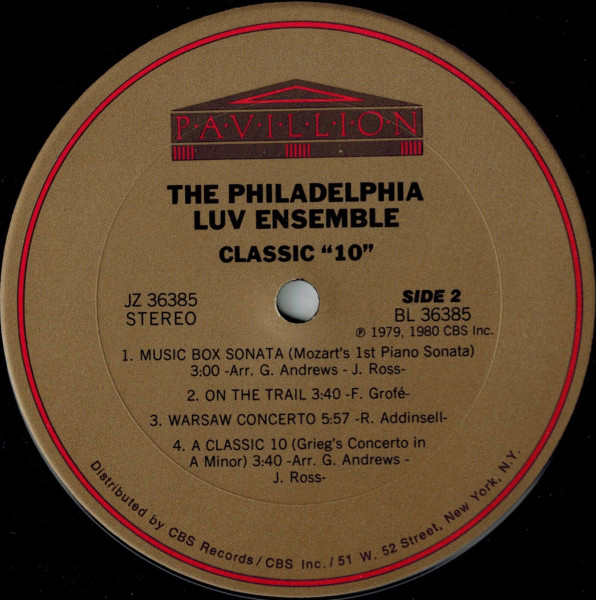 P·A·V·I·L·L·I·O·N
THE PHILADELPHIA
LUV ENSEMBLE
CLASSIC “10”
JZ 36385
STEREO
SIDE 2
BL 36385
℗ 1979, 1980 CBS Inc.
1. MUSIC BOX SONATA (Mozart's 1st Piano Sonata)
3:00 -Arr. G. Andrews - J. Ross-
2. ON THE TRAIL 3:40 -F. Grofé-
3. WARSAW CONCERTO 5:57 -R. Addinsell-
4. A CLASSIC 10 (Grieg's Concerto in
A Minor) 3:40 -Arr. G. Andrews -
J. Ross-
Distributed by CBS Records/CBS Inc./51 W. 52 Street, New York, N.Y.